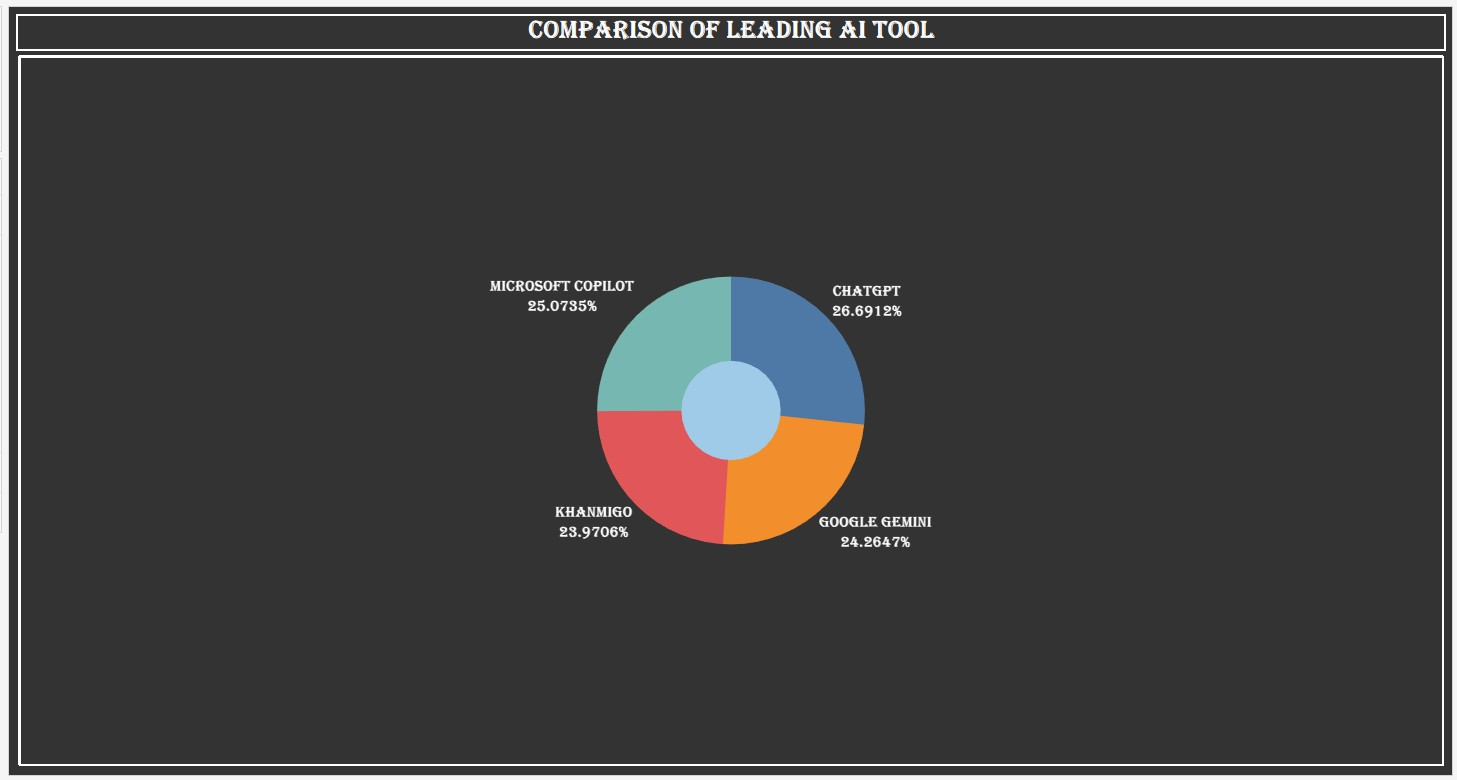 COMPARISON OF LEADING AI TOOL
MICROSOFT COPILOT
25.0735%
CHATGPT
26.6912%
KHANMIGO
23.9706%
GOOGLE GEMINI
24.2647%